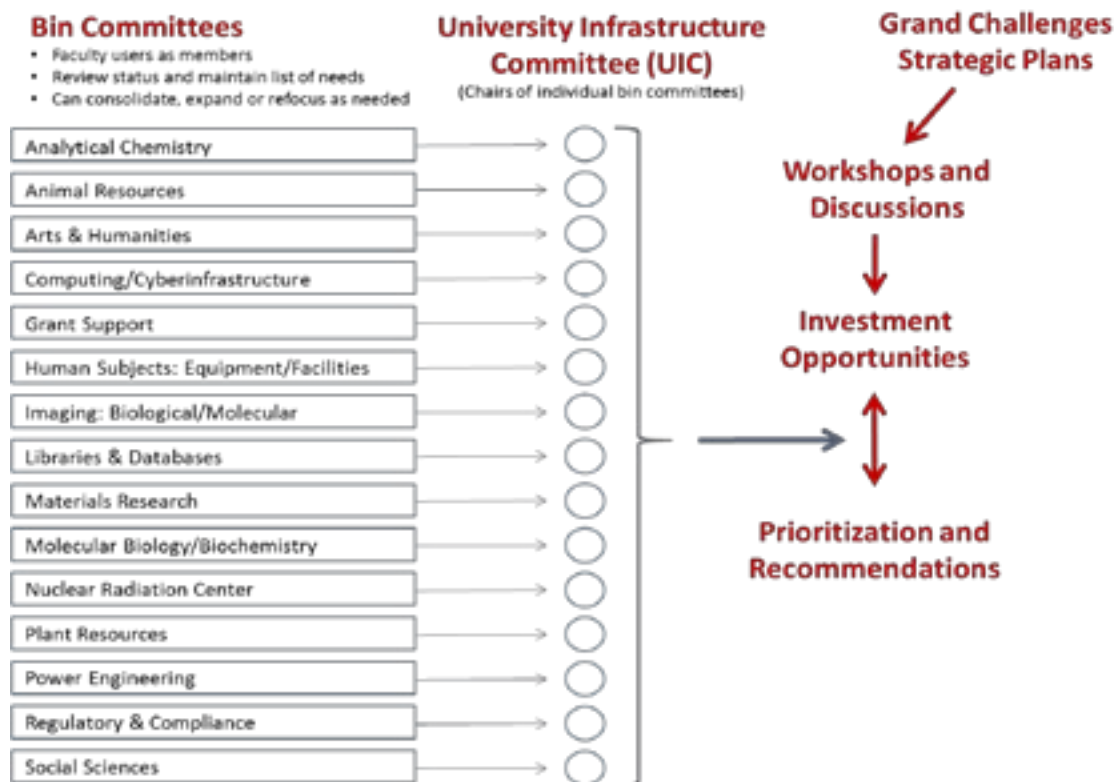 Bin Committees
• Faculty users as members
• Review status and maintain list of needs
• Can consolidate, expand or refocus as needed
University Infrastructure
Committee (UIC)
(Chairs of individual bin committees)
Grand Challenges
Strategic Plans
Analytical Chemistry
Animal Resources
Arts & Humanities
Computing/Cyberinfrastructure
Grant Support
Human Subjects: Equipment/Facilities
Imaging: Biological/Molecular
Libraries & Databases
Materials Research
Molecular Biology/Biochemistry
Nuclear Radiation Center
Plant Resources
Power Engineering
Regulatory & Compliance
Social Sciences
Workshops and
Discussions
Investment
Opportunities
Prioritization and
Recommendations